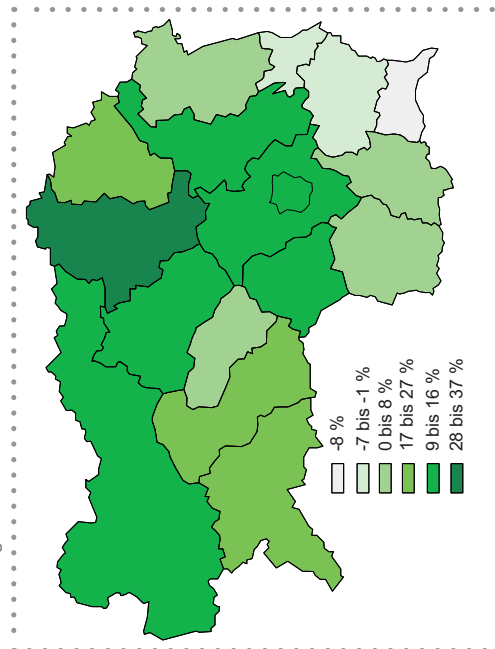 -8 %
-7 bis -1 %
0 bis 8 %
17 bis 27 %
9 bis 16 %
28 bis 37 %